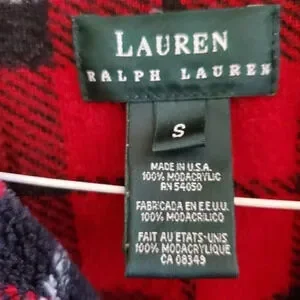 LAUREN
RALPH LAUREN
S
MADE IN U.S.A.
100% MODACRYLIC
RN 54050
FABRICADA EN E.E.U.U.
100% MODACRILICO
FAIT AU ETATS-UNIS
100% MODACRYLIQUE
CA 08349